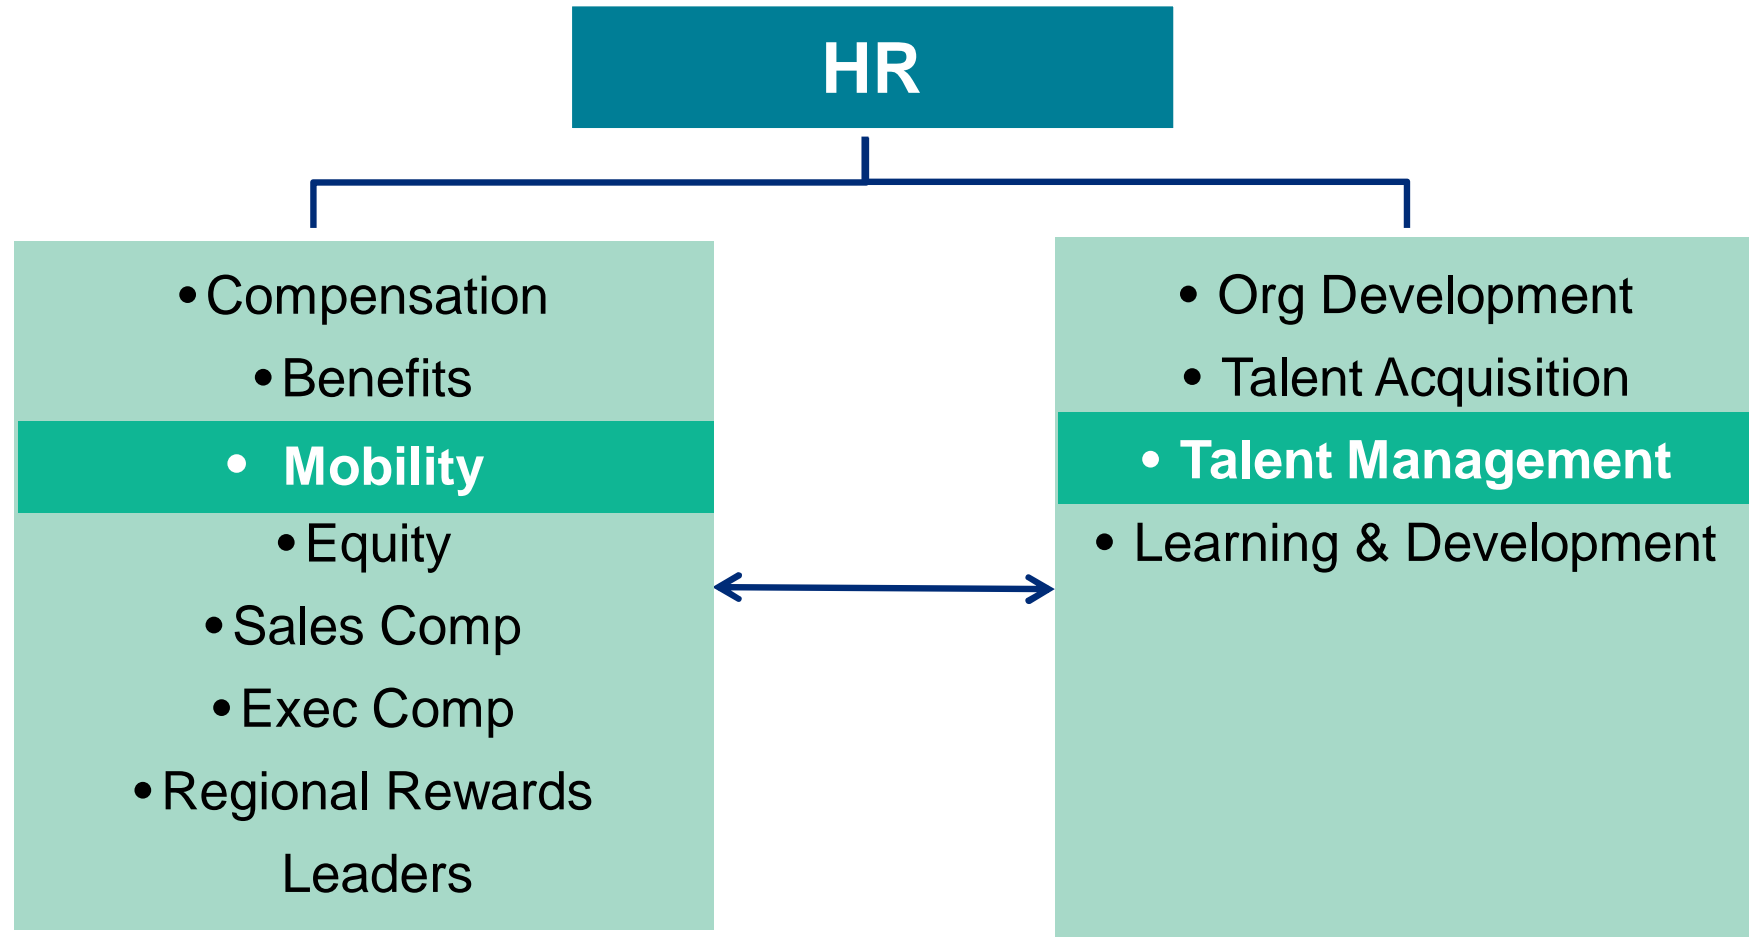 HR
• Compensation
• Benefits
• Mobility
• Equity
• Sales Comp
• Exec Comp
• Regional Rewards
Leaders
• Org Development
• Talent Acquisition
• Talent Management
• Learning & Development